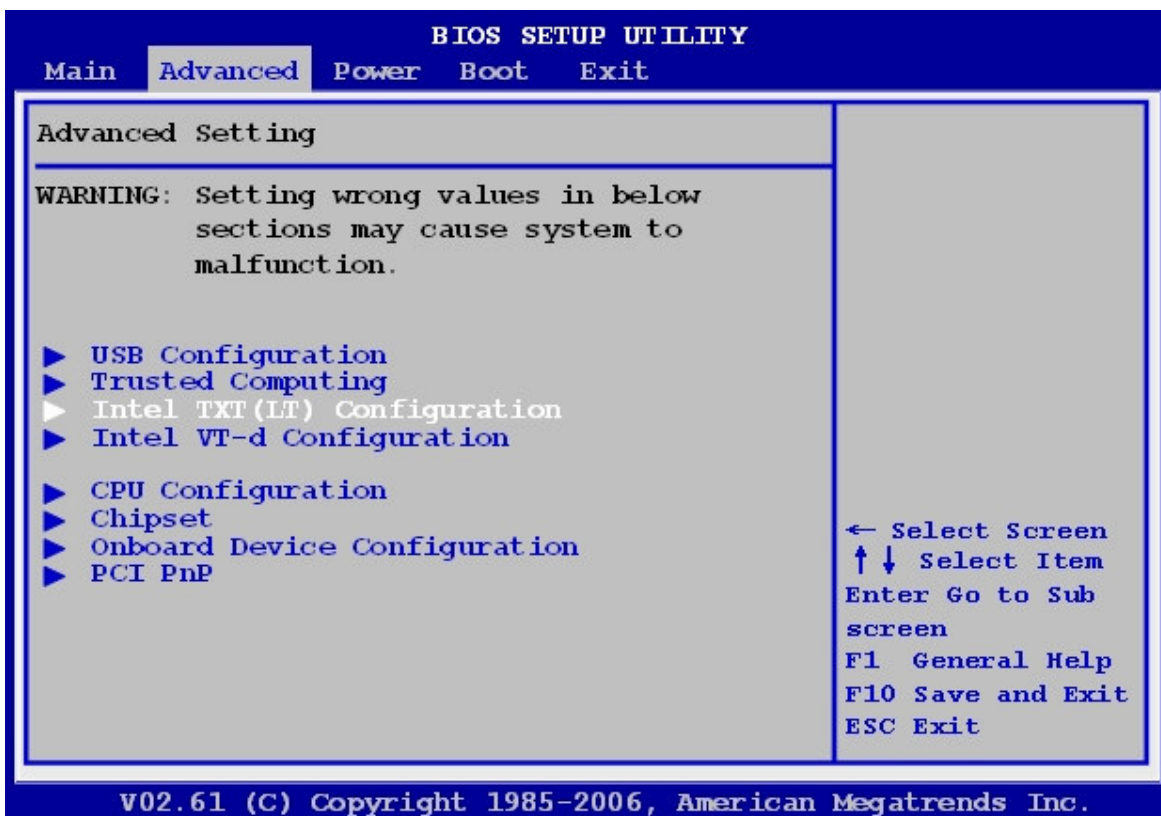 BIOS SETUP UTILITY
Main Advanced Power Boot Exit
Advanced Setting
WARNING: Setting wrong values in below
sections may cause system to
malfunction.
▶ USB Configuration
▶ Trusted Computing
▶ Intel TXT(LT) Configuration
▶ Intel VT-d Configuration
▶ CPU Configuration
▶ Chipset
▶ Onboard Device Configuration
▶ PCI PnP
← Select Screen
↑↓ Select Item
Enter Go to Sub
screen
F1 General Help
F10 Save and Exit
ESC Exit
V02.61 (C) Copyright 1985-2006, American Megatrends Inc.